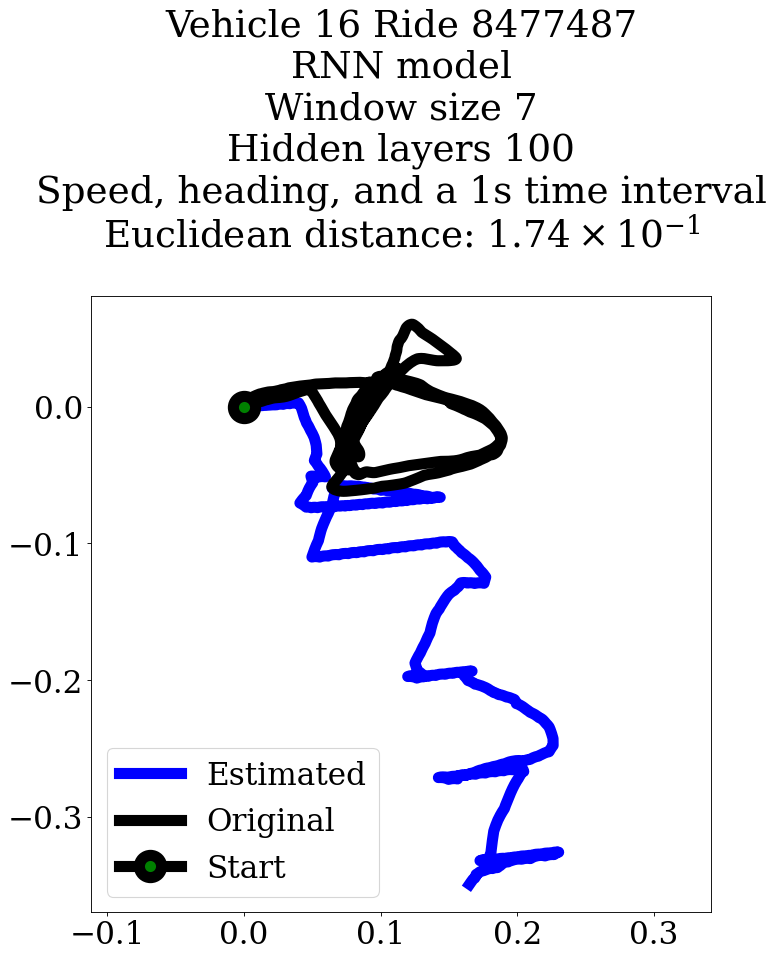 Vehicle 16 Ride 8477487
RNN model
Window size 7
Hidden layers 100
Speed, heading, and a 1s time interval
Euclidean distance: 1.74 × 10⁻¹
0.0
−0.1
−0.2
−0.3
Estimated
Original
Start
−0.1 0.0 0.1 0.2 0.3